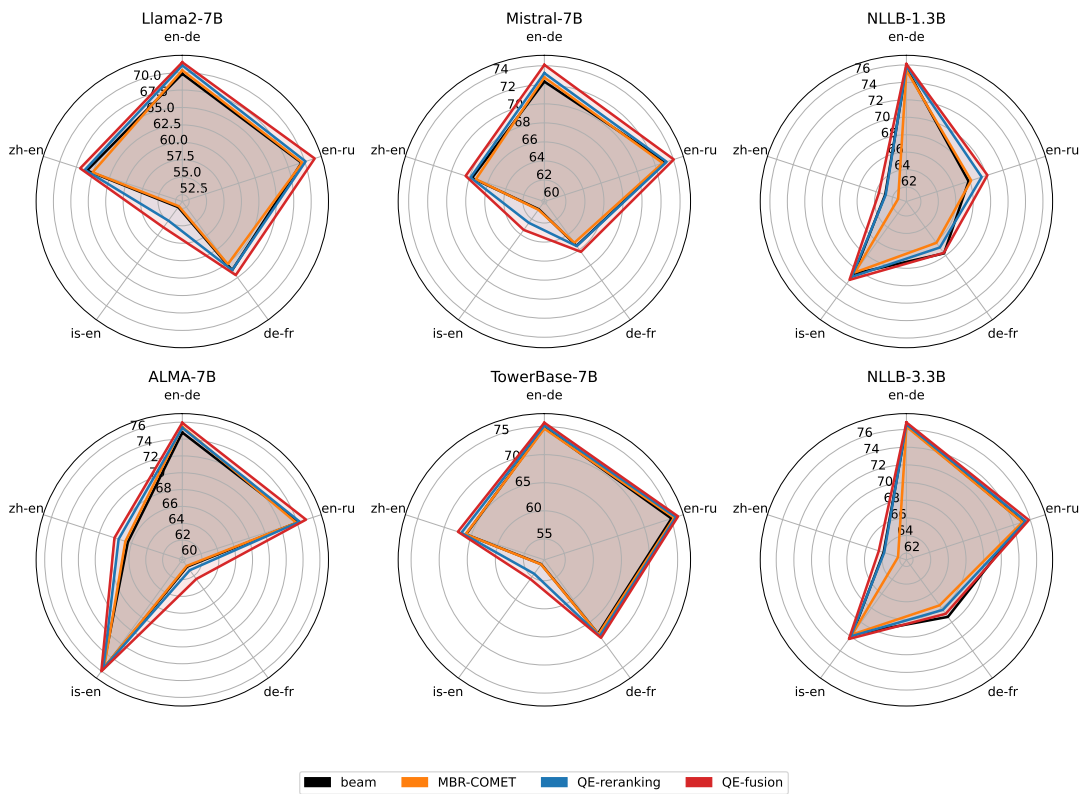 Llama2-7B
en-de
70.0
62.5
60.0
57.5
55.0
52.5
zh-en
en-ru
is-en
de-fr
Mistral-7B
en-de
74
72
70
68
66
64
62
60
zh-en
en-ru
is-en
de-fr
NLLB-1.3B
en-de
76
74
72
70
68
64
62
zh-en
en-ru
is-en
de-fr
ALMA-7B
en-de
76
74
68
66
64
62
60
zh-en
en-ru
is-en
de-fr
TowerBase-7B
en-de
75
70
65
60
55
zh-en
en-ru
is-en
de-fr
NLLB-3.3B
en-de
76
74
72
70
68
66
64
62
zh-en
en-ru
is-en
de-fr
beam
MBR-COMET
QE-reranking
QE-fusion